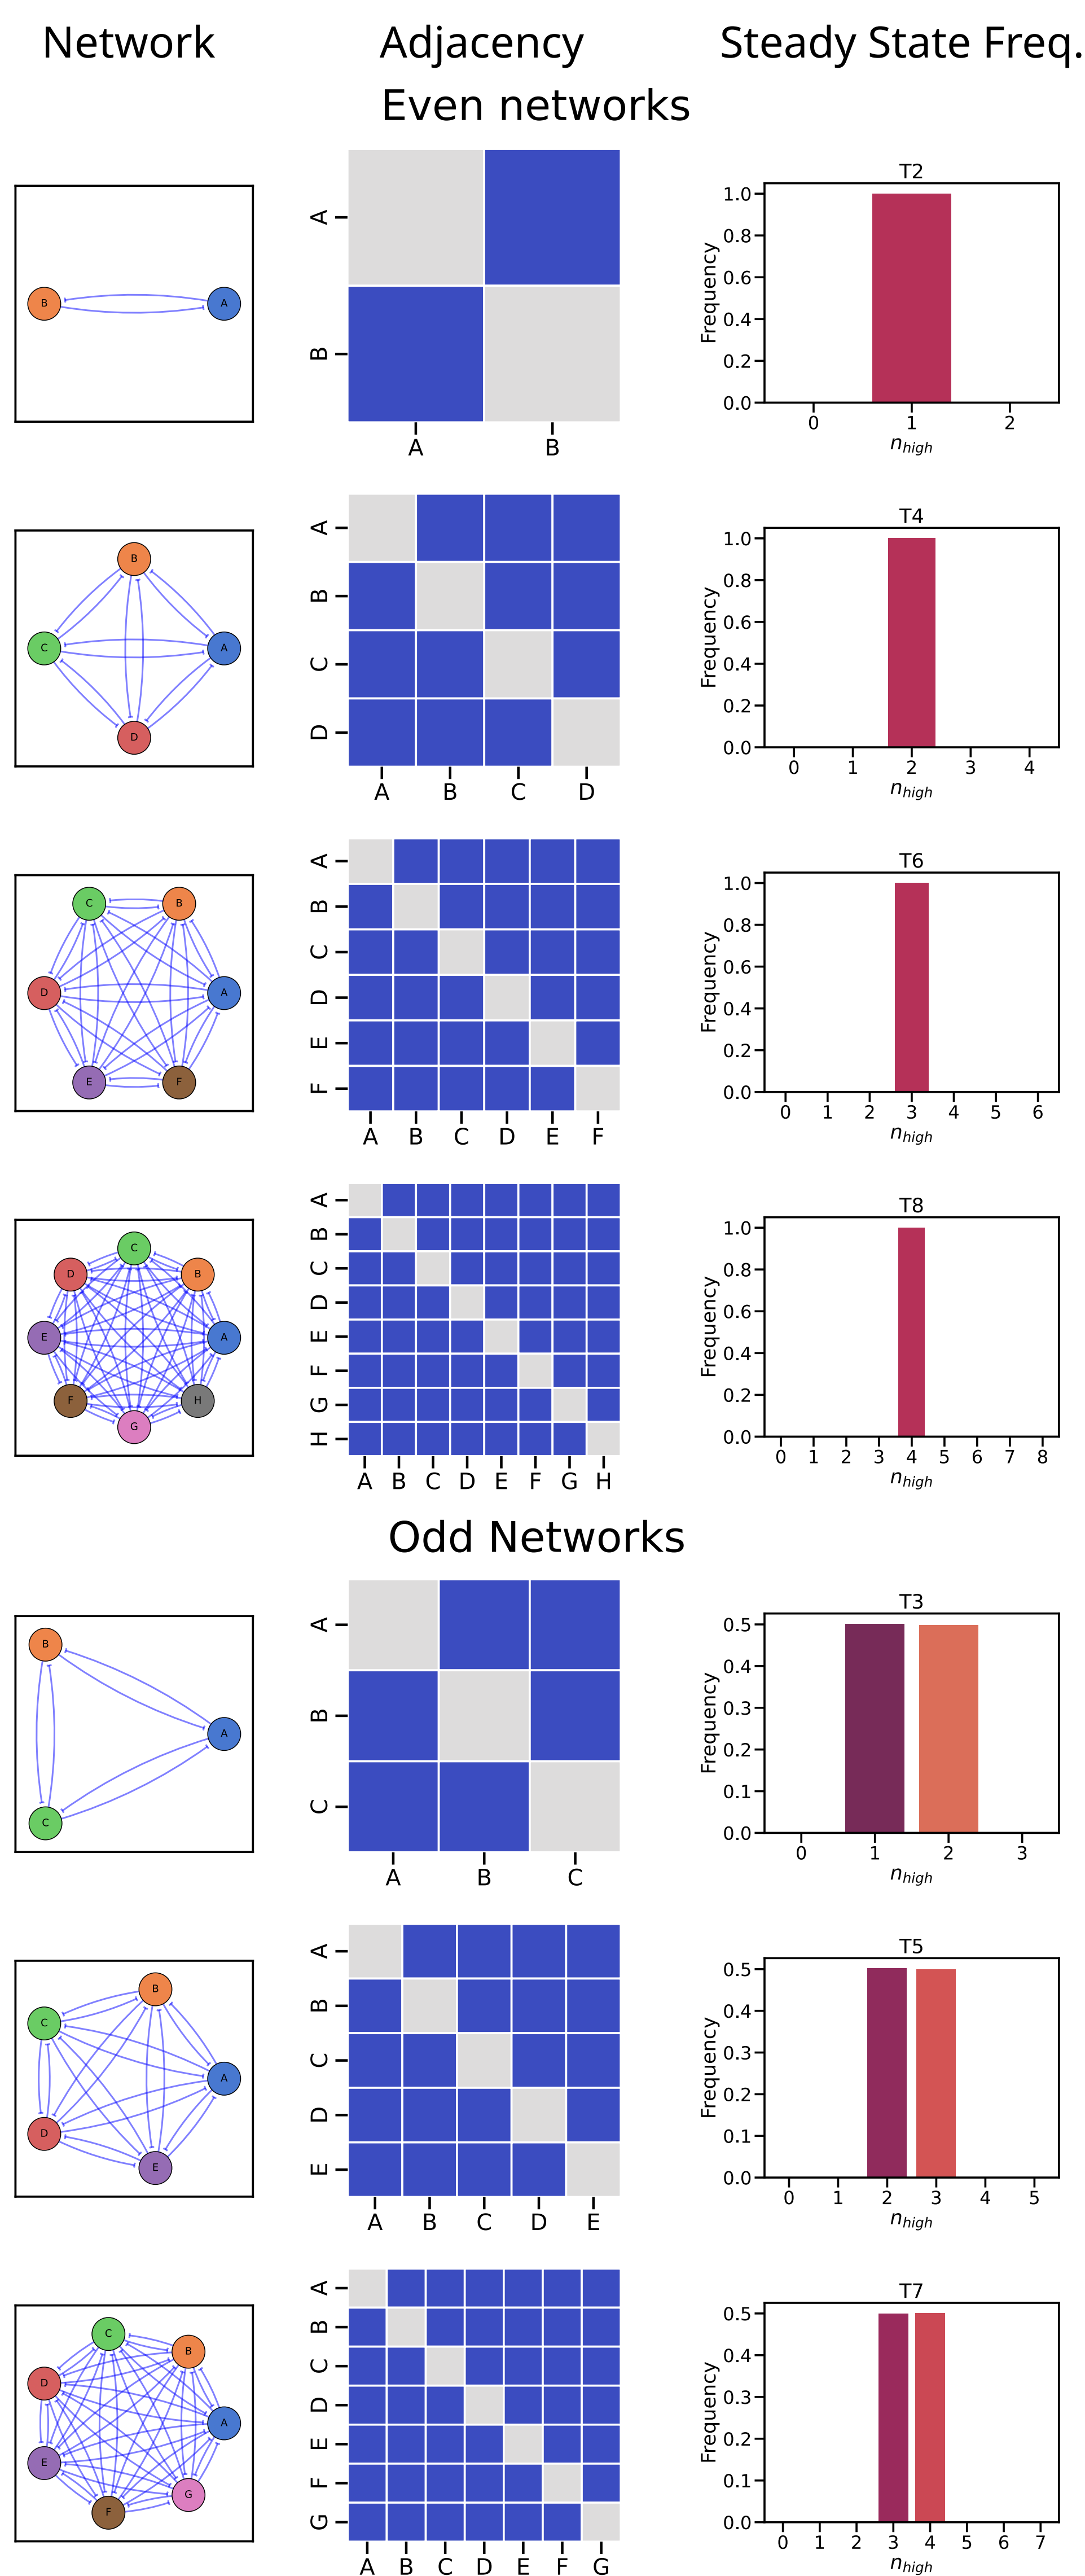 Network Adjacency Steady State Freq.
Even networks
B A
A
B
A B
T2
Frequency
1.0
0.8
0.6
0.4
0.2
0.0
0 1 2
n_high
B
C A
D
A
B
C
D
A B C D
T4
Frequency
1.0
0.8
0.6
0.4
0.2
0.0
0 1 2 3 4
n_high
C B
D A
E F
A
B
C
D
E
F
A B C D E F
T6
Frequency
1.0
0.8
0.6
0.4
0.2
0.0
0 1 2 3 4 5 6
n_high
C
D B
E A
F H
G
A
B
C
D
E
F
G
H
A B C D E F G H
T8
Frequency
1.0
0.8
0.6
0.4
0.2
0.0
0 1 2 3 4 5 6 7 8
n_high
Odd Networks
B
A
C
A
B
C
A B C
T3
Frequency
0.5
0.4
0.3
0.2
0.1
0.0
0 1 2 3
n_high
B
C
A
D
E
A
B
C
D
E
A B C D E
T5
Frequency
0.5
0.4
0.3
0.2
0.1
0.0
0 1 2 3 4 5
n_high
C
B
D
A
E
G
F
A
B
C
D
E
F
G
A B C D E F G
T7
Frequency
0.5
0.4
0.3
0.2
0.1
0.0
0 1 2 3 4 5 6 7
n_high